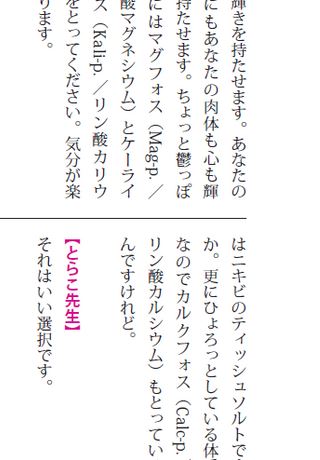 輝きを持たせます。あなたの
にもあなたの肉体も心も輝
持たせます。ちょっと鬱っぽ
にはマグフォス（Mag-p. ／
酸マグネシウム）とケーライ
ス（Kali-p. ／リン酸カリウ
をとってください。気分が楽
ります。
はニキビのティッシュソルトで
か。更にひょろっとしている体
なのでカルクフォス（Calc-p.
リン酸カルシウム）もとってい
んですけれど。
【とらこ先生】
それはいい選択です。